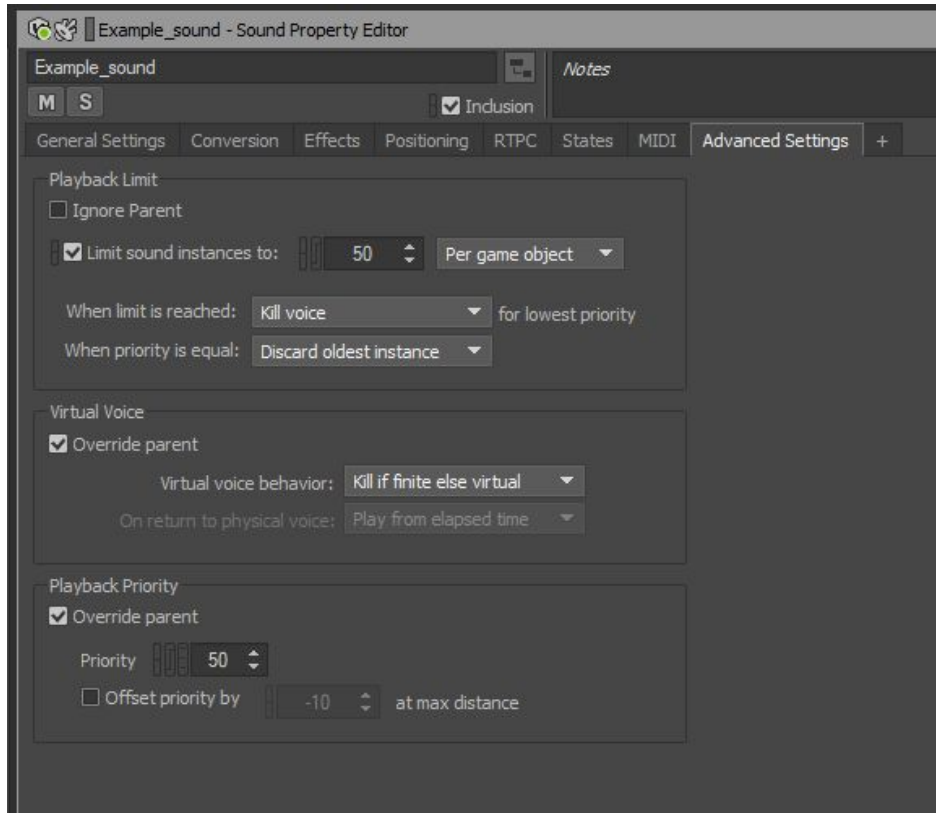 Example_sound - Sound Property Editor
Example_sound
Notes
M S
Inclusion
General Settings Conversion Effects Positioning RTPC States MIDI Advanced Settings +
Playback Limit
Ignore Parent
Limit sound instances to: 50 Per game object
When limit is reached: Kill voice for lowest priority
When priority is equal: Discard oldest instance
Virtual Voice
Override parent
Virtual voice behavior: Kill if finite else virtual
On return to physical voice: Play from elapsed time
Playback Priority
Override parent
Priority 50
Offset priority by -10 at max distance